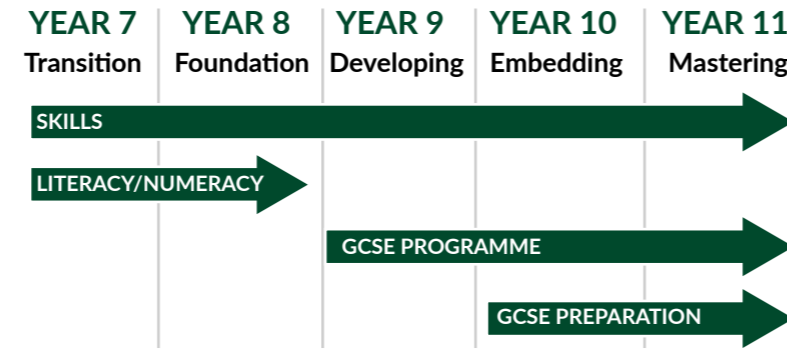 YEAR 7 YEAR 8 YEAR 9 YEAR 10 YEAR 11
Transition Foundation Developing Embedding Mastering
SKILLS
LITERACY/NUMERACY
GCSE PROGRAMME
GCSE PREPARATION